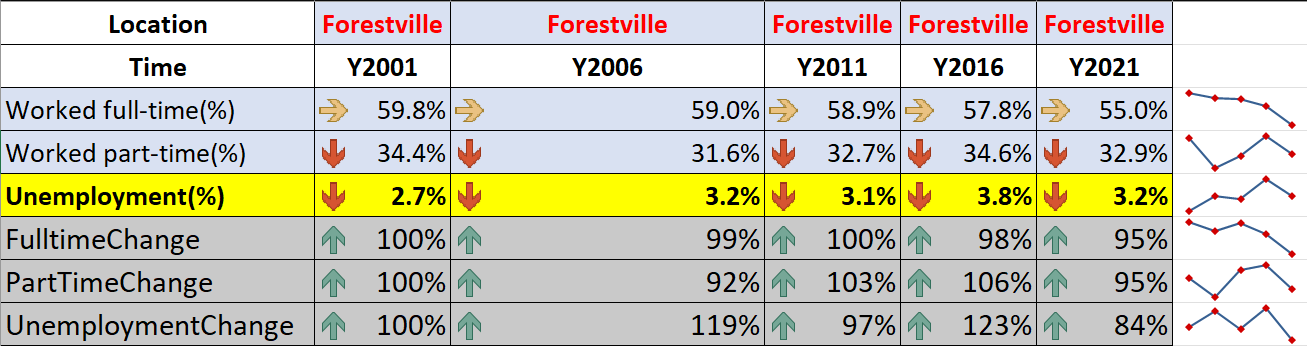 Location Forestville Forestville Forestville Forestville Forestville
Time Y2001 Y2006 Y2011 Y2016 Y2021
Worked full-time(%) 59.8% 59.0% 58.9% 57.8% 55.0%
Worked part-time(%) 34.4% 31.6% 32.7% 34.6% 32.9%
Unemployment(%) 2.7% 3.2% 3.1% 3.8% 3.2%
FulltimeChange 100% 99% 100% 98% 95%
PartTimeChange 100% 92% 103% 106% 95%
UnemploymentChange 100% 119% 97% 123% 84%